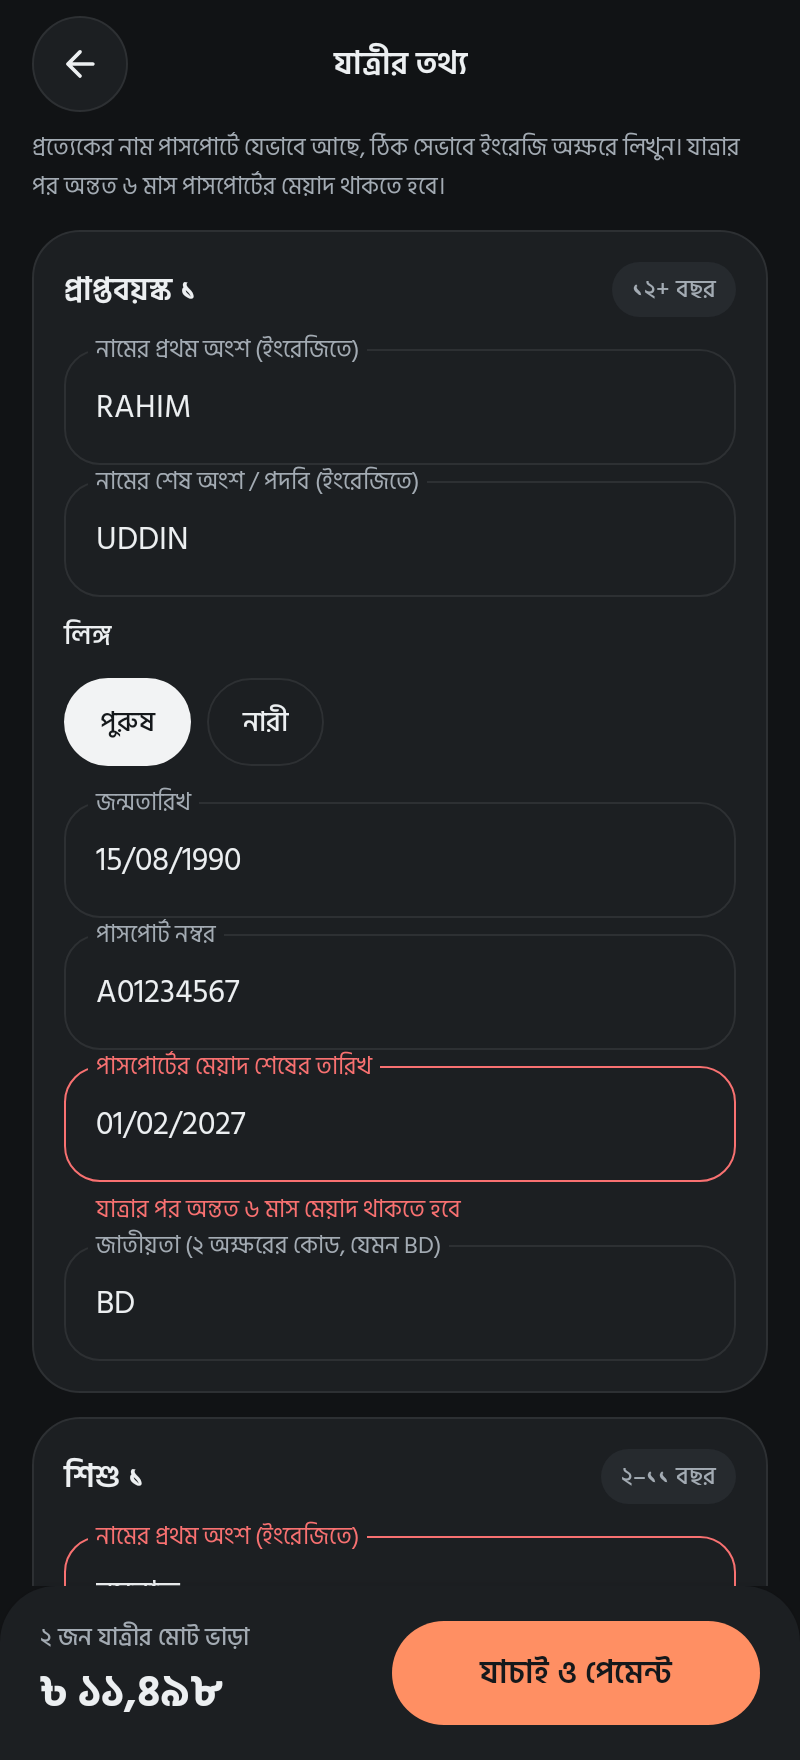 যাত্রীর তথ্য
প্রত্যেকের নাম পাসপোর্টে যেভাবে আছে, ঠিক সেভাবে ইংরেজি অক্ষরে লিখুন। যাত্রার
পর অন্তত ৬ মাস পাসপোর্টের মেয়াদ থাকতে হবে।
প্রাপ্তবয়স্ক ১
১২+ বছর
নামের প্রথম অংশ (ইংরেজিতে)
RAHIM
নামের শেষ অংশ / পদবি (ইংরেজিতে)
UDDIN
লিঙ্গ
পুরুষ
নারী
জন্মতারিখ
15/08/1990
পাসপোর্ট নম্বর
A01234567
পাসপোর্টের মেয়াদ শেষের তারিখ
01/02/2027
যাত্রার পর অন্তত ৬ মাস মেয়াদ থাকতে হবে
জাতীয়তা (২ অক্ষরের কোড, যেমন BD)
BD
শিশু ১
২–১১ বছর
নামের প্রথম অংশ (ইংরেজিতে)
২ জন যাত্রীর মোট ভাড়া
৳ ১১,৪৯৮
যাচাই ও পেমেন্ট